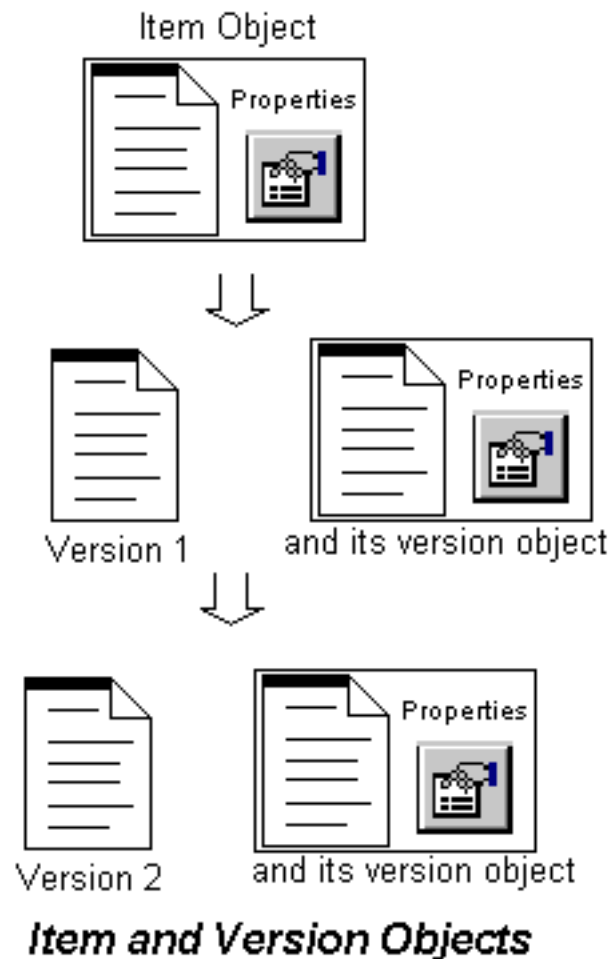 Item Object
Properties
Properties
Version 1
and its version object
Properties
Version 2
and its version object
Item and Version Objects